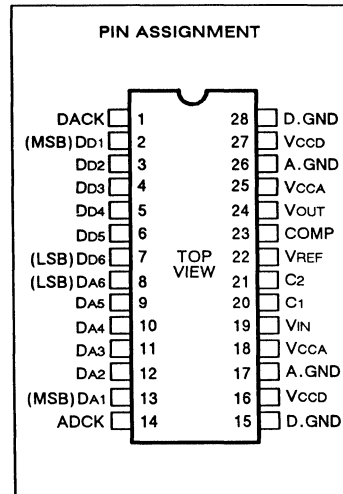 PIN ASSIGNMENT
DACK 1 28 D.GND
(MSB) DD1 2 27 VCCD
DD2 3 26 A.GND
DD3 4 25 VCCA
DD4 5 24 VOUT
DD5 6 23 COMP
(LSB) DD6 7 TOP 22 VREF
(LSB) DA6 8 VIEW 21 C2
DA5 9 20 C1
DA4 10 19 VIN
DA3 11 18 VCCA
DA2 12 17 A.GND
(MSB) DA1 13 16 VCCD
ADCK 14 15 D.GND